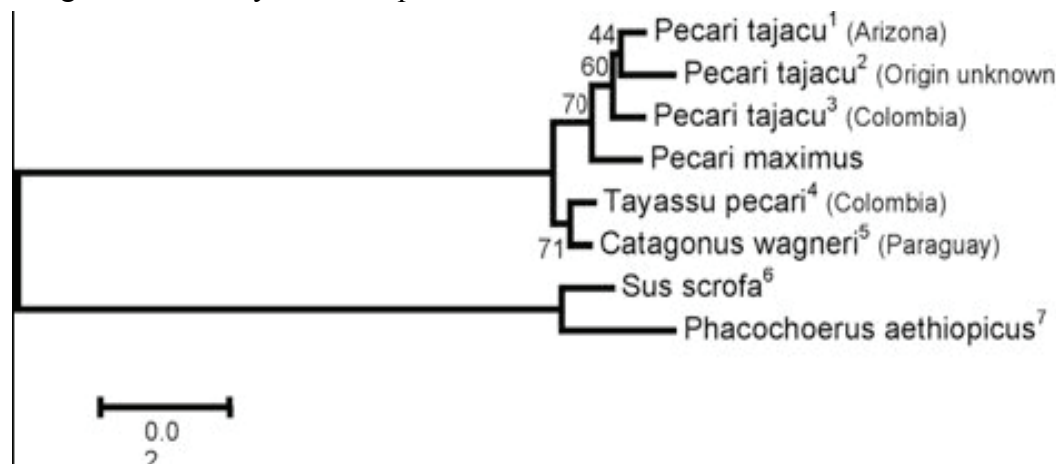 44 Pecari tajacu¹ (Arizona)
60 Pecari tajacu² (Origin unknown
70 Pecari tajacu³ (Colombia)
Pecari maximus
Tayassu pecari⁴ (Colombia)
71 Catagonus wagneri⁵ (Paraguay)
Sus scrofa⁶
Phacochoerus aethiopicus⁷
0.0
2